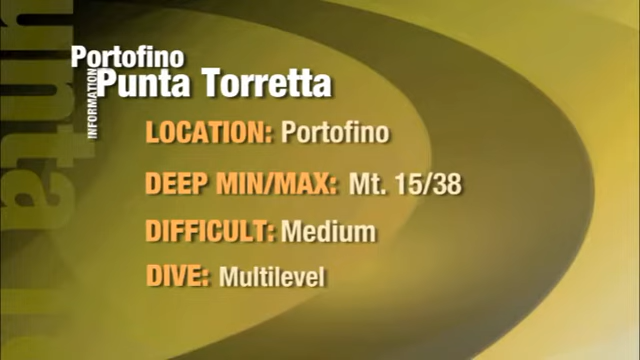 Portofino
Punta Torretta
INFORMATION
LOCATION: Portofino
DEEP MIN/MAX: Mt. 15/38
DIFFICULT: Medium
DIVE: Multilevel